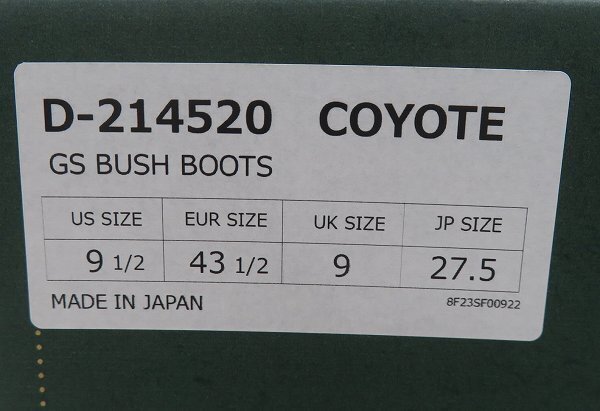 D-214520 COYOTE
GS BUSH BOOTS
US SIZE EUR SIZE UK SIZE JP SIZE
9 1/2 43 1/2 9 27.5
MADE IN JAPAN 8F23SF00922